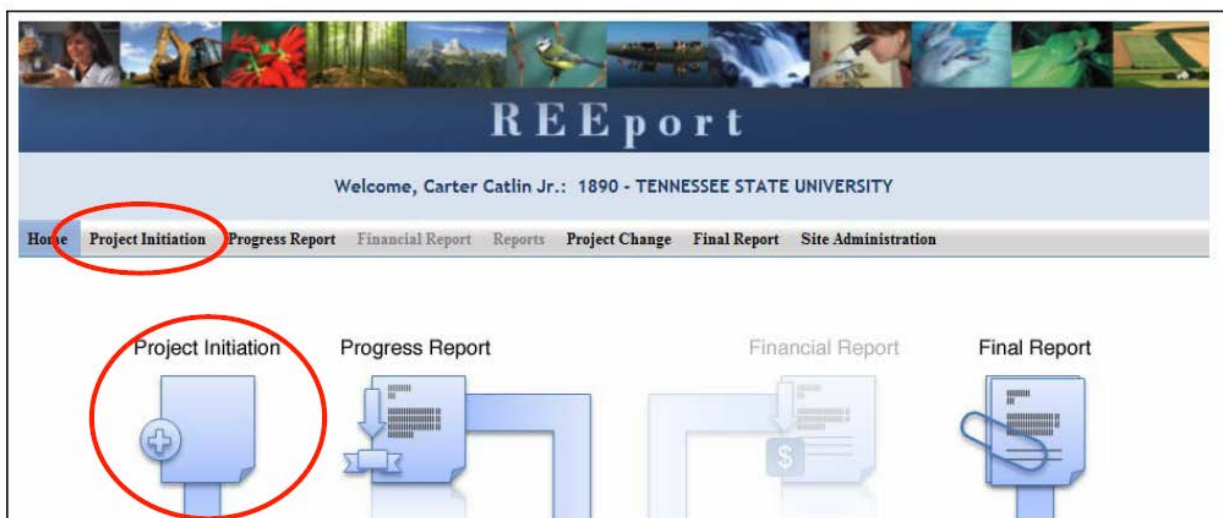 REEport
Welcome, Carter Catlin Jr.: 1890 - TENNESSEE STATE UNIVERSITY
Home Project Initiation Progress Report Financial Report Reports Project Change Final Report Site Administration
Project Initiation Progress Report Financial Report Final Report
$